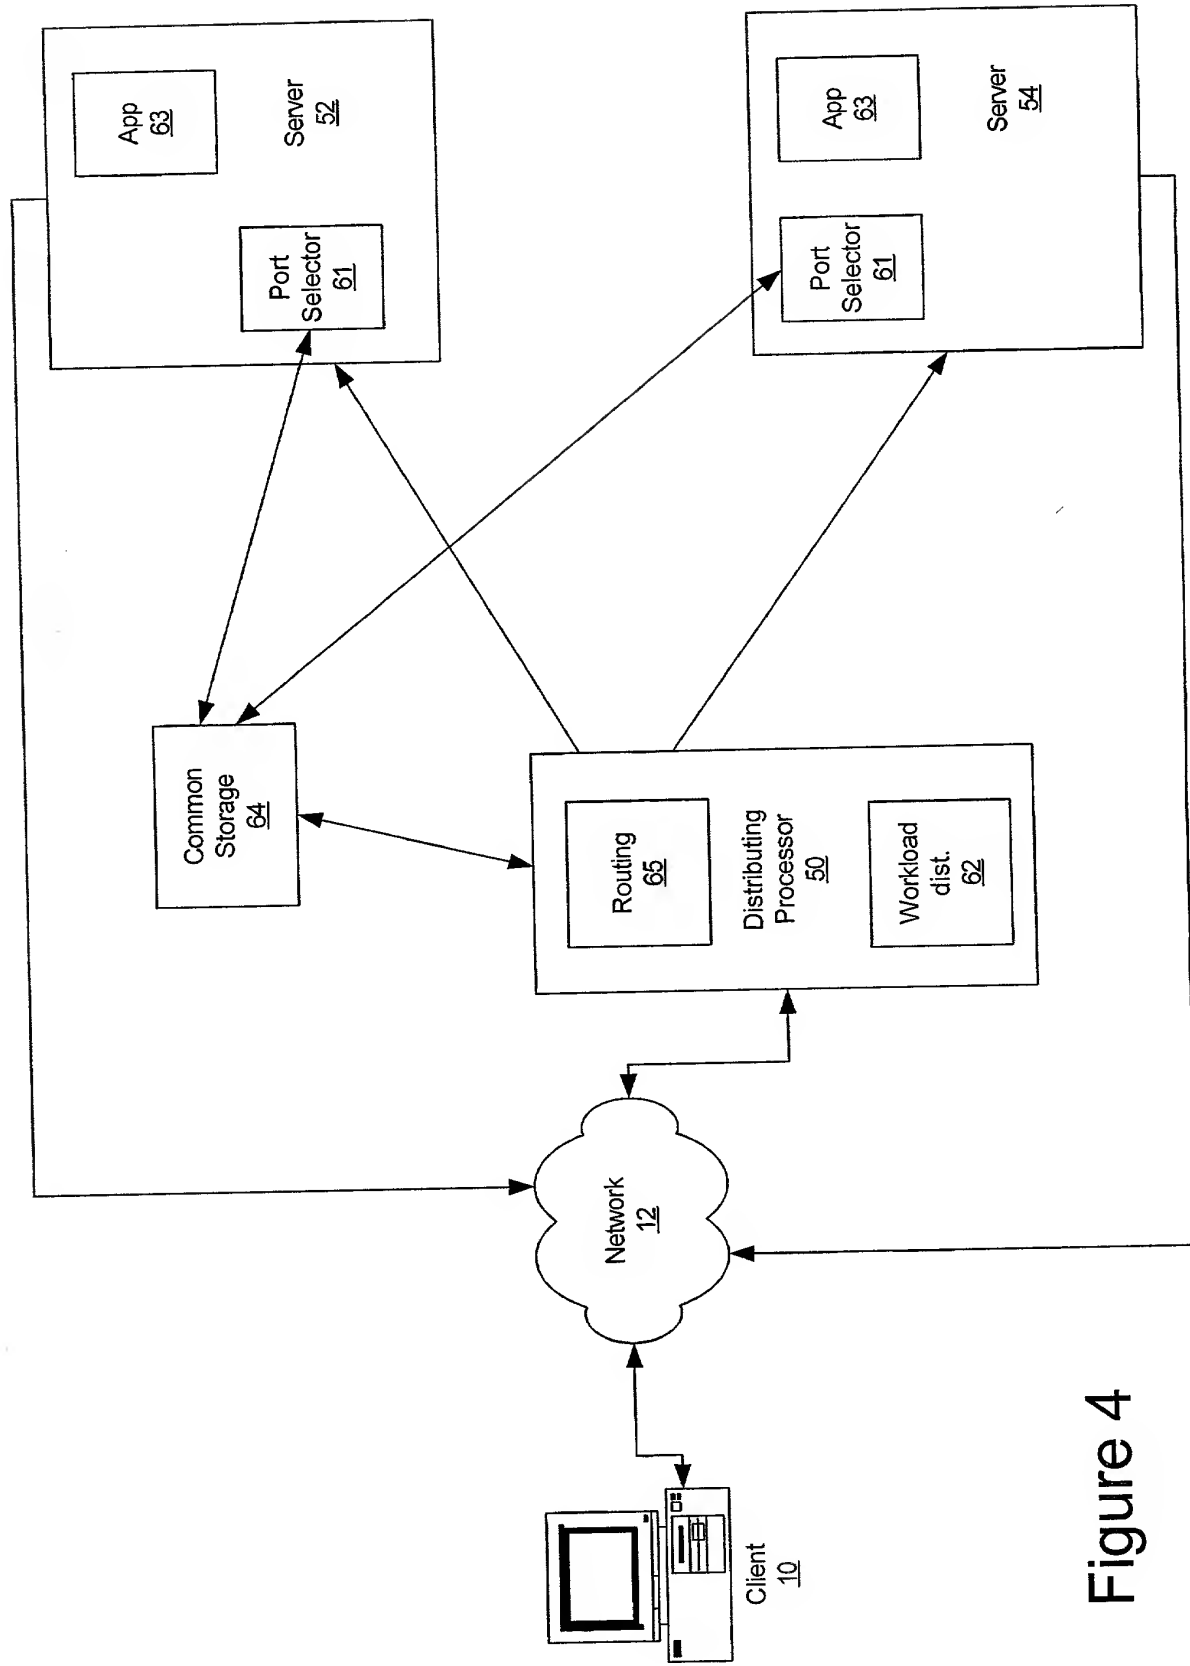 Client
10
Network
12
Common
Storage
64
Routing
65
Distributing
Processor
50
Workload
dist.
62
App
63
Port
Selector
61
Server
52
App
63
Port
Selector
61
Server
54
Figure 4